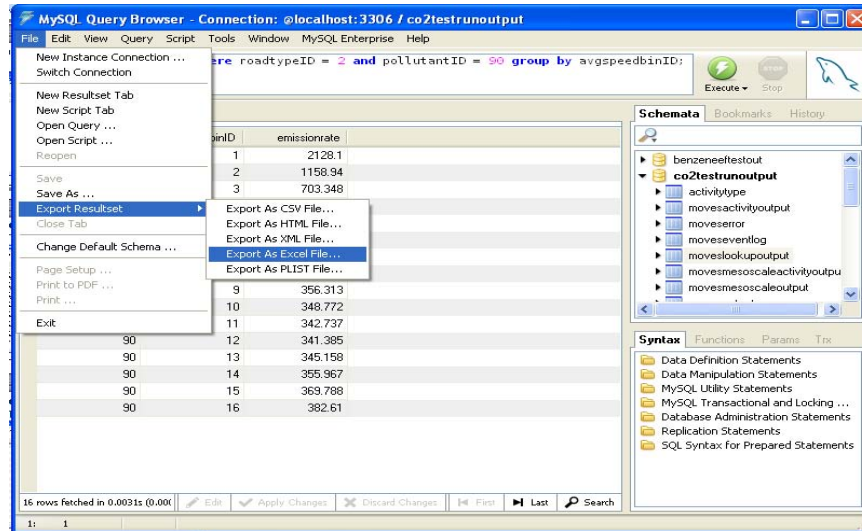 MySQL Query Browser - Connection: @localhost:3306 / co2testrunoutput
File Edit View Query Script Tools Window MySQL Enterprise Help
New Instance Connection ...
Switch Connection
New Resultset Tab
New Script Tab
Open Query ...
Open Script ...
Reopen
Save
Save As ...
Export Resultset
Close Tab
Change Default Schema ...
Page Setup ...
Print to PDF ...
Print ...
Exit
Export As CSV File...
Export As HTML File...
Export As XML File...
Export As Excel File...
Export As PLIST File...
ere roadtypeID = 2 and pollutantID = 90 group by avgspeedbinID;
Execute Stop
binID emissionrate
1 2128.1
2 1158.94
3 703.348
9 356.313
10 348.772
11 342.737
90 12 341.385
90 13 345.158
90 14 355.967
90 15 369.788
90 16 382.61
Schemata Bookmarks History
benzeneeftestout
co2testrunoutput
activitytype
movesactivityoutput
moveserror
moveseventlog
moveslookupoutput
movesmesoscaleactivityoutpu
movesmesoscaleoutput
Syntax Functions Params Trx
Data Definition Statements
Data Manipulation Statements
MySQL Utility Statements
MySQL Transactional and Locking ...
Database Administration Statements
Replication Statements
SQL Syntax for Prepared Statements
16 rows fetched in 0.0031s (0.00( Edit Apply Changes Discard Changes First Last Search
1: 1